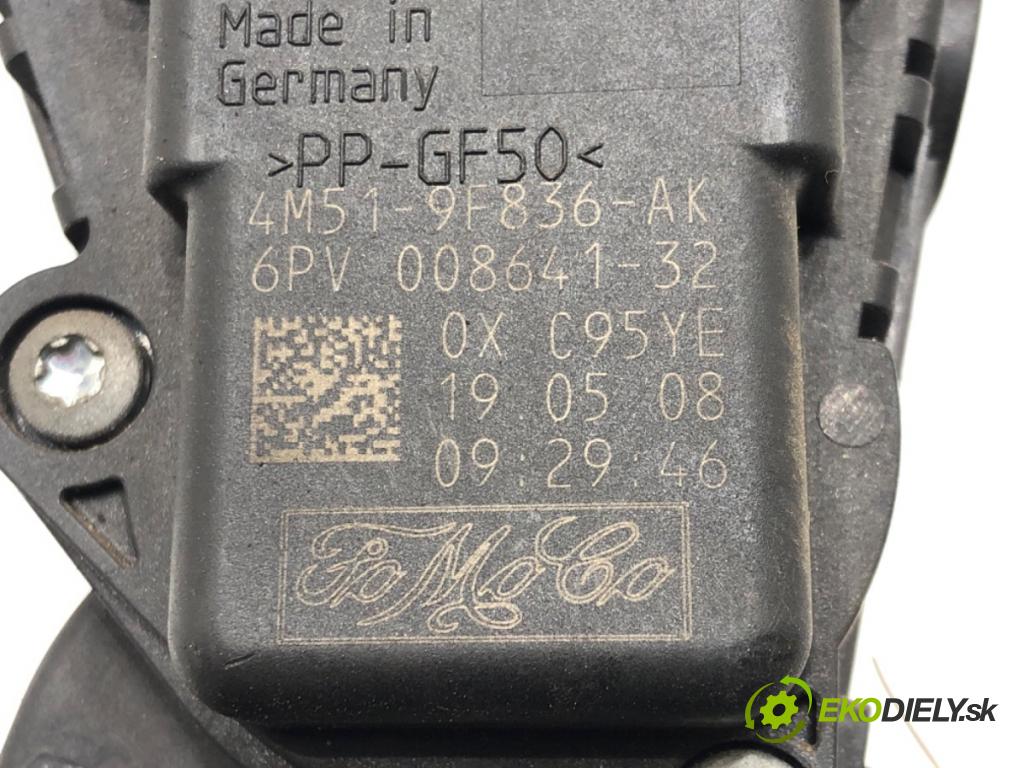 Made in
Germany
>PP-GF50<
4M51-9F836-AK
6PV 008641-32
0X C95YE
19 05 08
09:29:46
FoMoCo
EKODIELY.sk